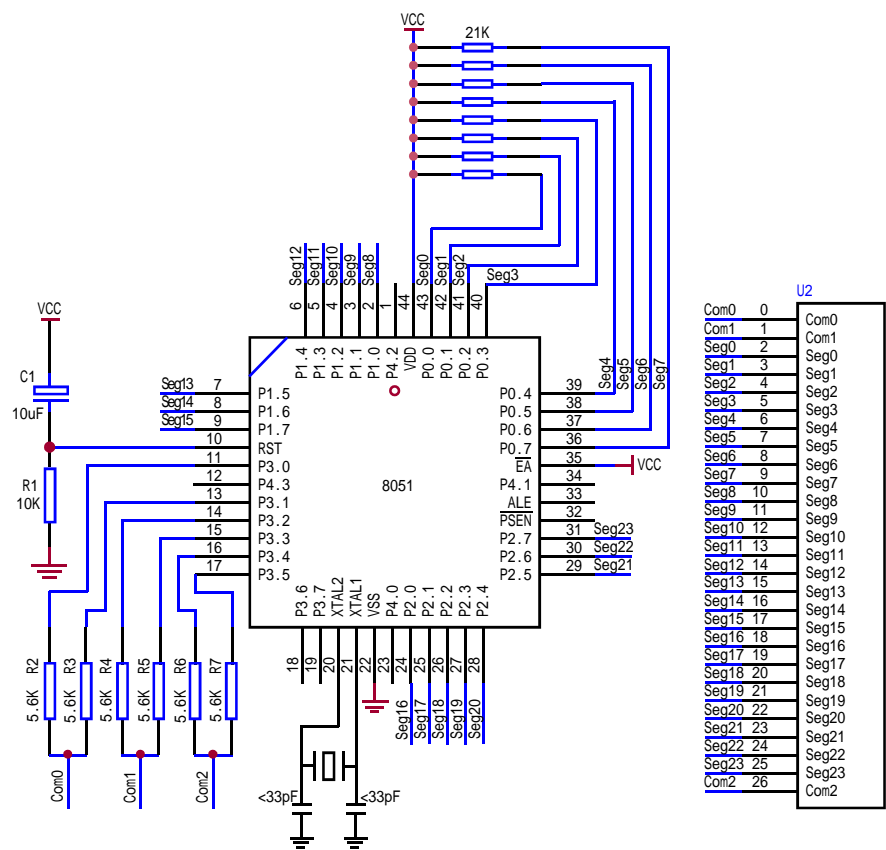 VCC
21K
Seg12
Seg11
Seg10
Seg9
Seg8
Seg0
Seg1
Seg2
Seg3
6
5
4
3
2
1
44
43
42
41
40
P1.4
P1.3
P1.2
P1.1
P1.0
P4.2
VDD
P0.0
P0.1
P0.2
P0.3
VCC
C1
10uF
R1
10K
Seg13 7 P1.5
Seg14 8 P1.6
Seg15 9 P1.7
10 RST
11 P3.0
12 P4.3
13 P3.1
14 P3.2
15 P3.3
16 P3.4
17 P3.5
8051
P0.4 39 Seg4
P0.5 38 Seg5
P0.6 37 Seg6
P0.7 36 Seg7
EA 35 VCC
P4.1 34
ALE 33
PSEN 32
P2.7 31 Seg23
P2.6 30 Seg22
P2.5 29 Seg21
P3.6
P3.7
XTAL2
XTAL1
VSS
P4.0
P2.0
P2.1
P2.2
P2.3
P2.4
18
19
20
21
22
23
24
25
26
27
28
Seg16
Seg17
Seg18
Seg19
Seg20
R2
5.6K
R3
5.6K
R4
5.6K
R5
5.6K
R6
5.6K
R7
5.6K
Com0
Com1
Com2
<33pF
<33pF
U2
Com0 0 Com0
Com1 1 Com1
Seg0 2 Seg0
Seg1 3 Seg1
Seg2 4 Seg2
Seg3 5 Seg3
Seg4 6 Seg4
Seg5 7 Seg5
Seg6 8 Seg6
Seg7 9 Seg7
Seg8 10 Seg8
Seg9 11 Seg9
Seg10 12 Seg10
Seg11 13 Seg11
Seg12 14 Seg12
Seg13 15 Seg13
Seg14 16 Seg14
Seg15 17 Seg15
Seg16 18 Seg16
Seg17 19 Seg17
Seg18 20 Seg18
Seg19 21 Seg19
Seg20 22 Seg20
Seg21 23 Seg21
Seg22 24 Seg22
Seg23 25 Seg23
Com2 26 Com2